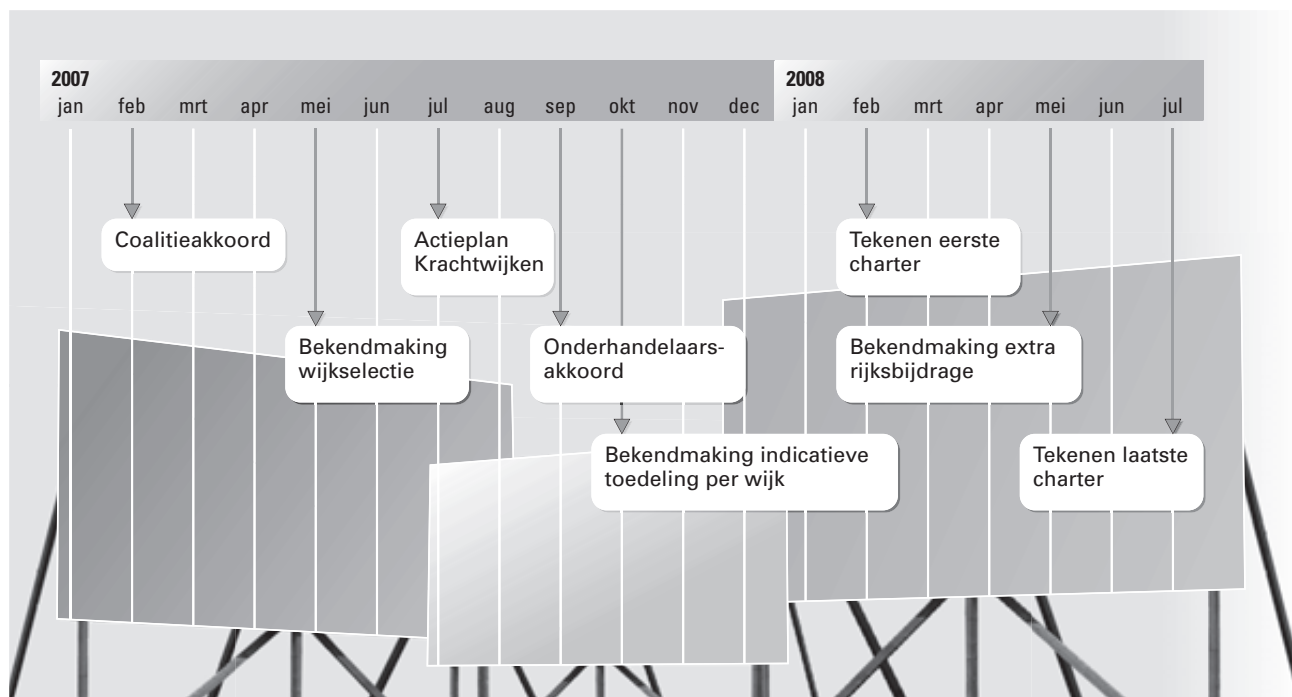 2007
2008
jan feb mrt apr mei jun jul aug sep okt nov dec jan feb mrt apr mei jun jul
Coalitieakkoord
Actieplan
Krachtwijken
Tekenen eerste
charter
Bekendmaking
wijkselectie
Onderhandelaars-
akkoord
Bekendmaking extra
rijksbijdrage
Bekendmaking indicatieve
toedeling per wijk
Tekenen laatste
charter